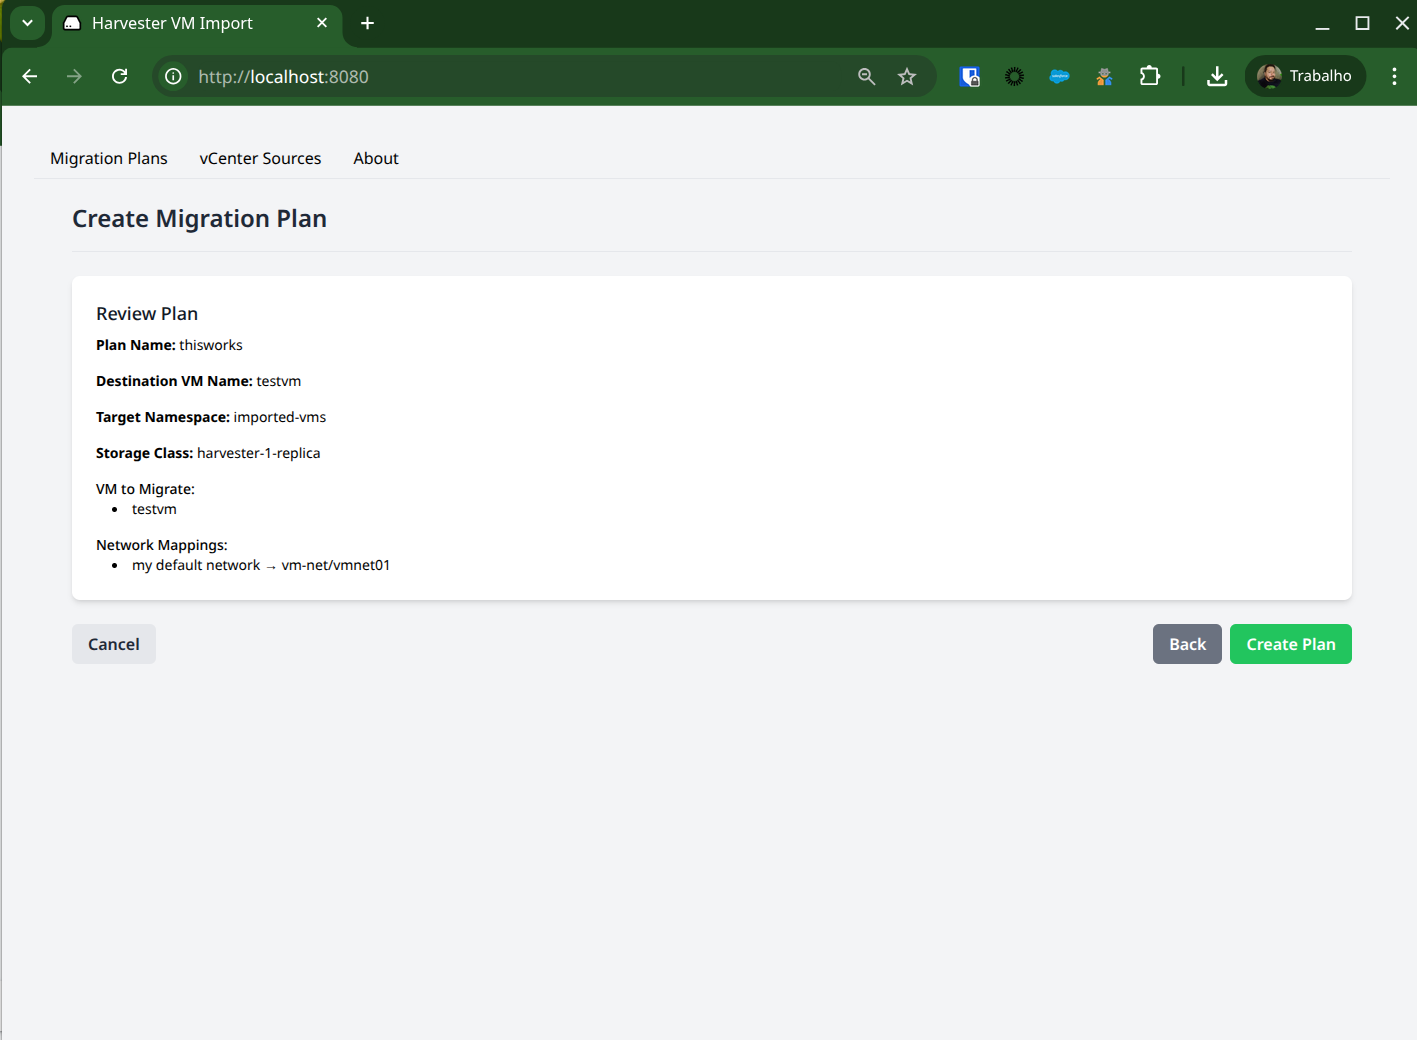 Harvester VM Import
http://localhost:8080
Trabalho
Migration Plans vCenter Sources About
Create Migration Plan
Review Plan
Plan Name: thisworks
Destination VM Name: testvm
Target Namespace: imported-vms
Storage Class: harvester-1-replica
VM to Migrate:
• testvm
Network Mappings:
• my default network → vm-net/vmnet01
Cancel Back Create Plan